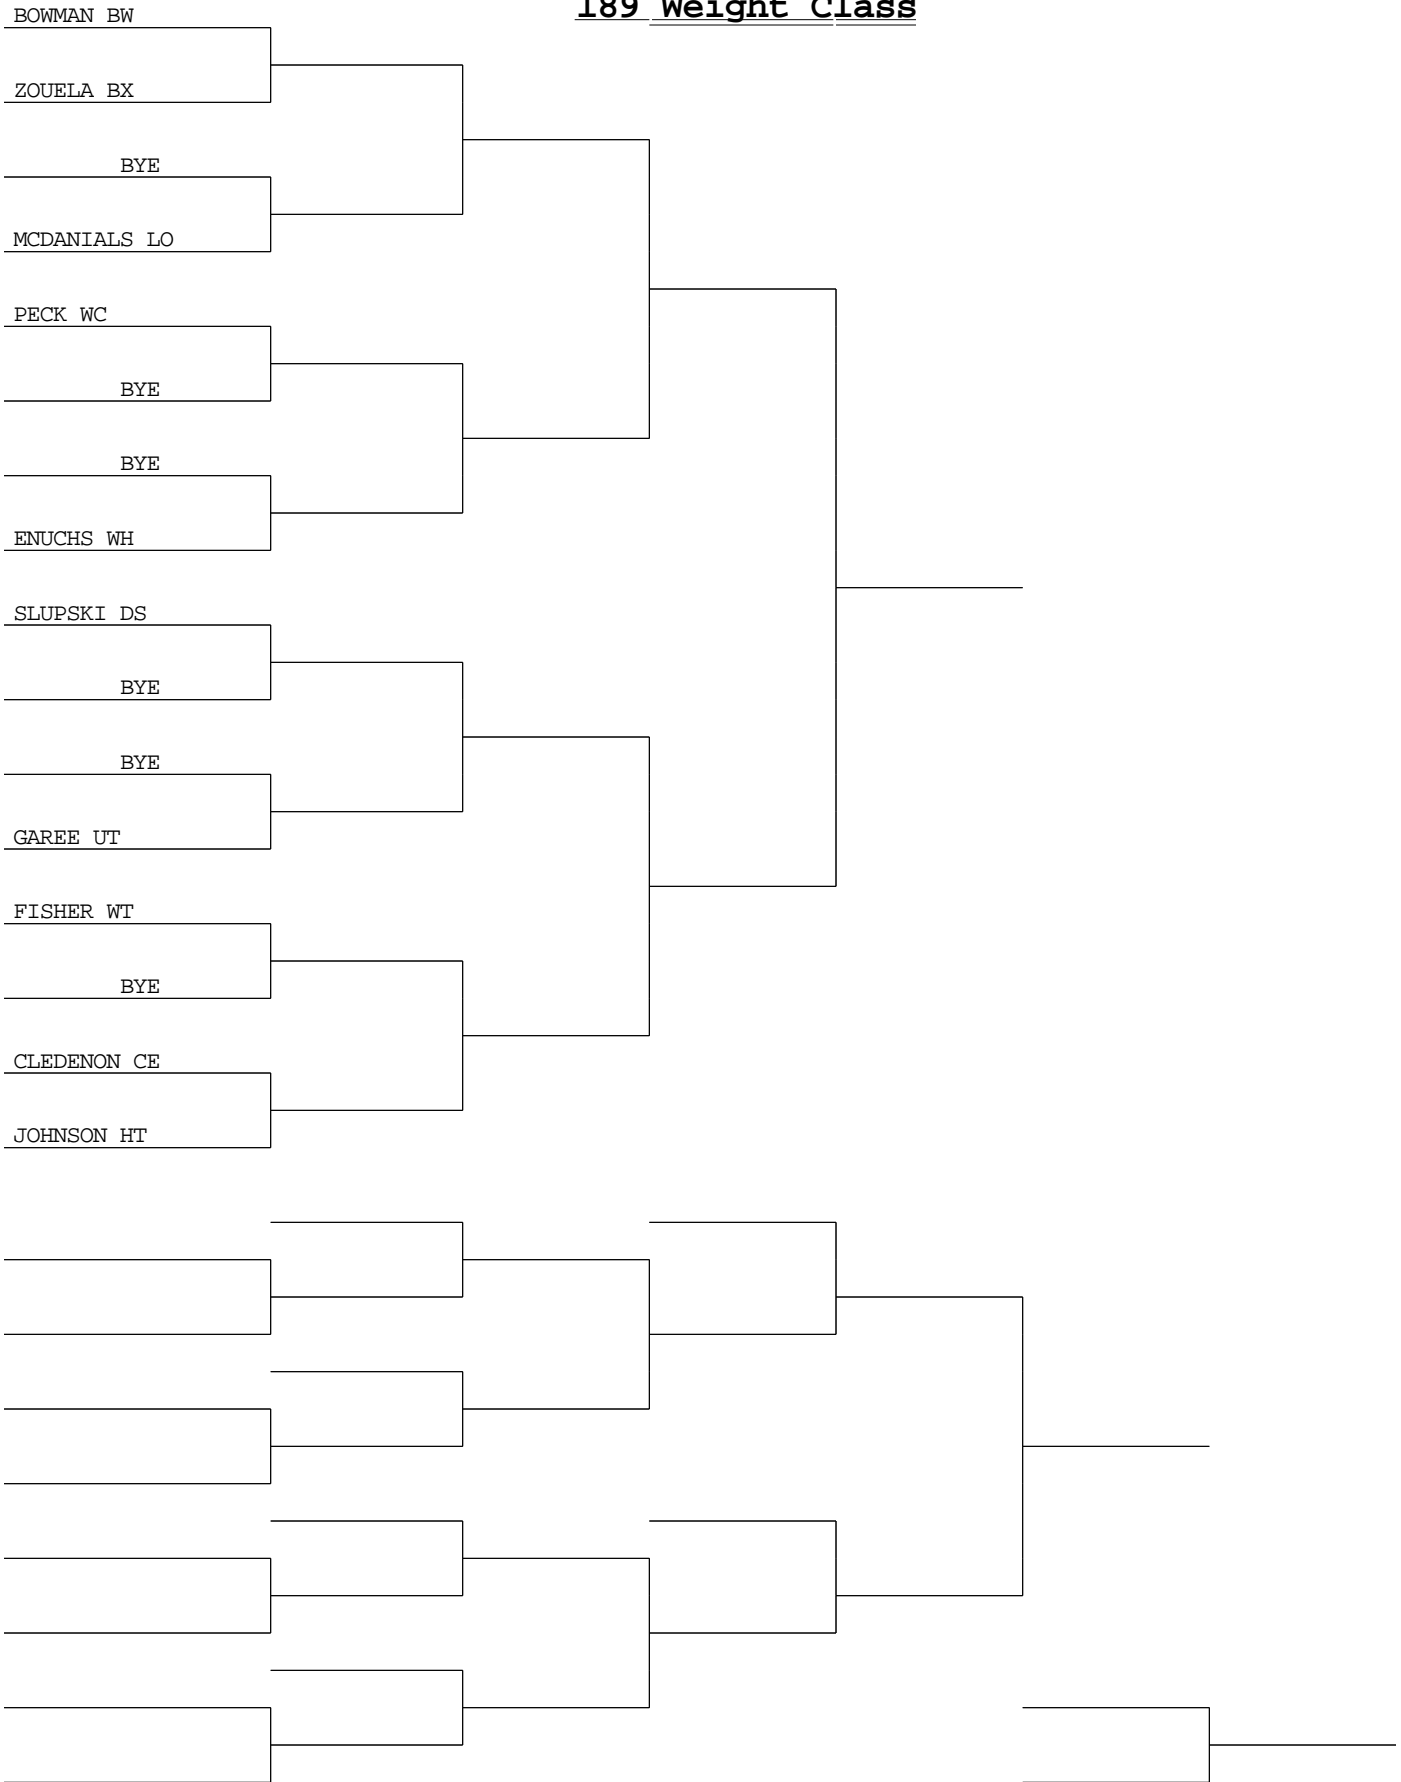 189 Weight Class
BOWMAN BW
ZOUELA BX
BYE
MCDANIALS LO
PECK WC
BYE
BYE
ENUCHS WH
SLUPSKI DS
BYE
BYE
GAREE UT
FISHER WT
BYE
CLEDENON CE
JOHNSON HT